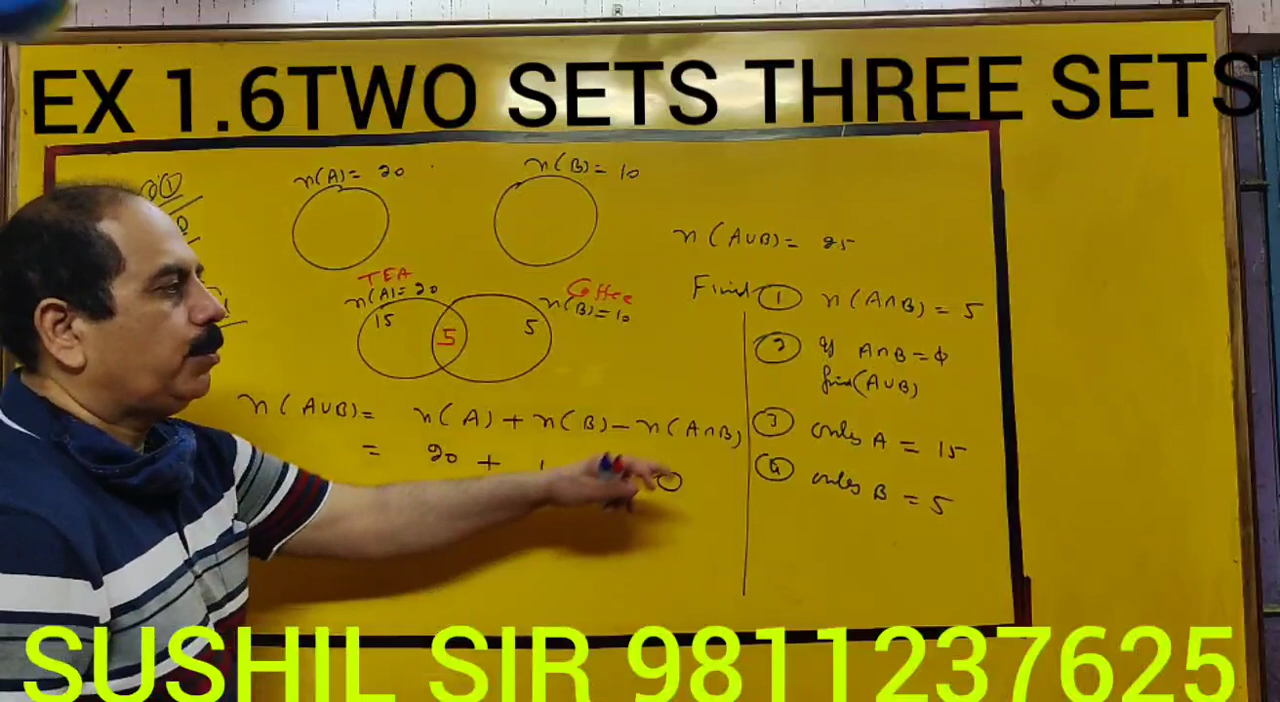 EX 1.6TWO SETS THREE SETS
n(A)= 20
n(B)= 10
n(A∪B)= 25
TEA
n(A)=20
Coffee
n(B)=10
15
5
5
Find ① n(A∩B) = 5
② If A∩B=ϕ
find(A∪B)
③ only A = 15
④ only B = 5
n(A∪B)= n(A)+n(B)-n(A∩B)
= 20 +
0
SUSHIL SIR 9811237625